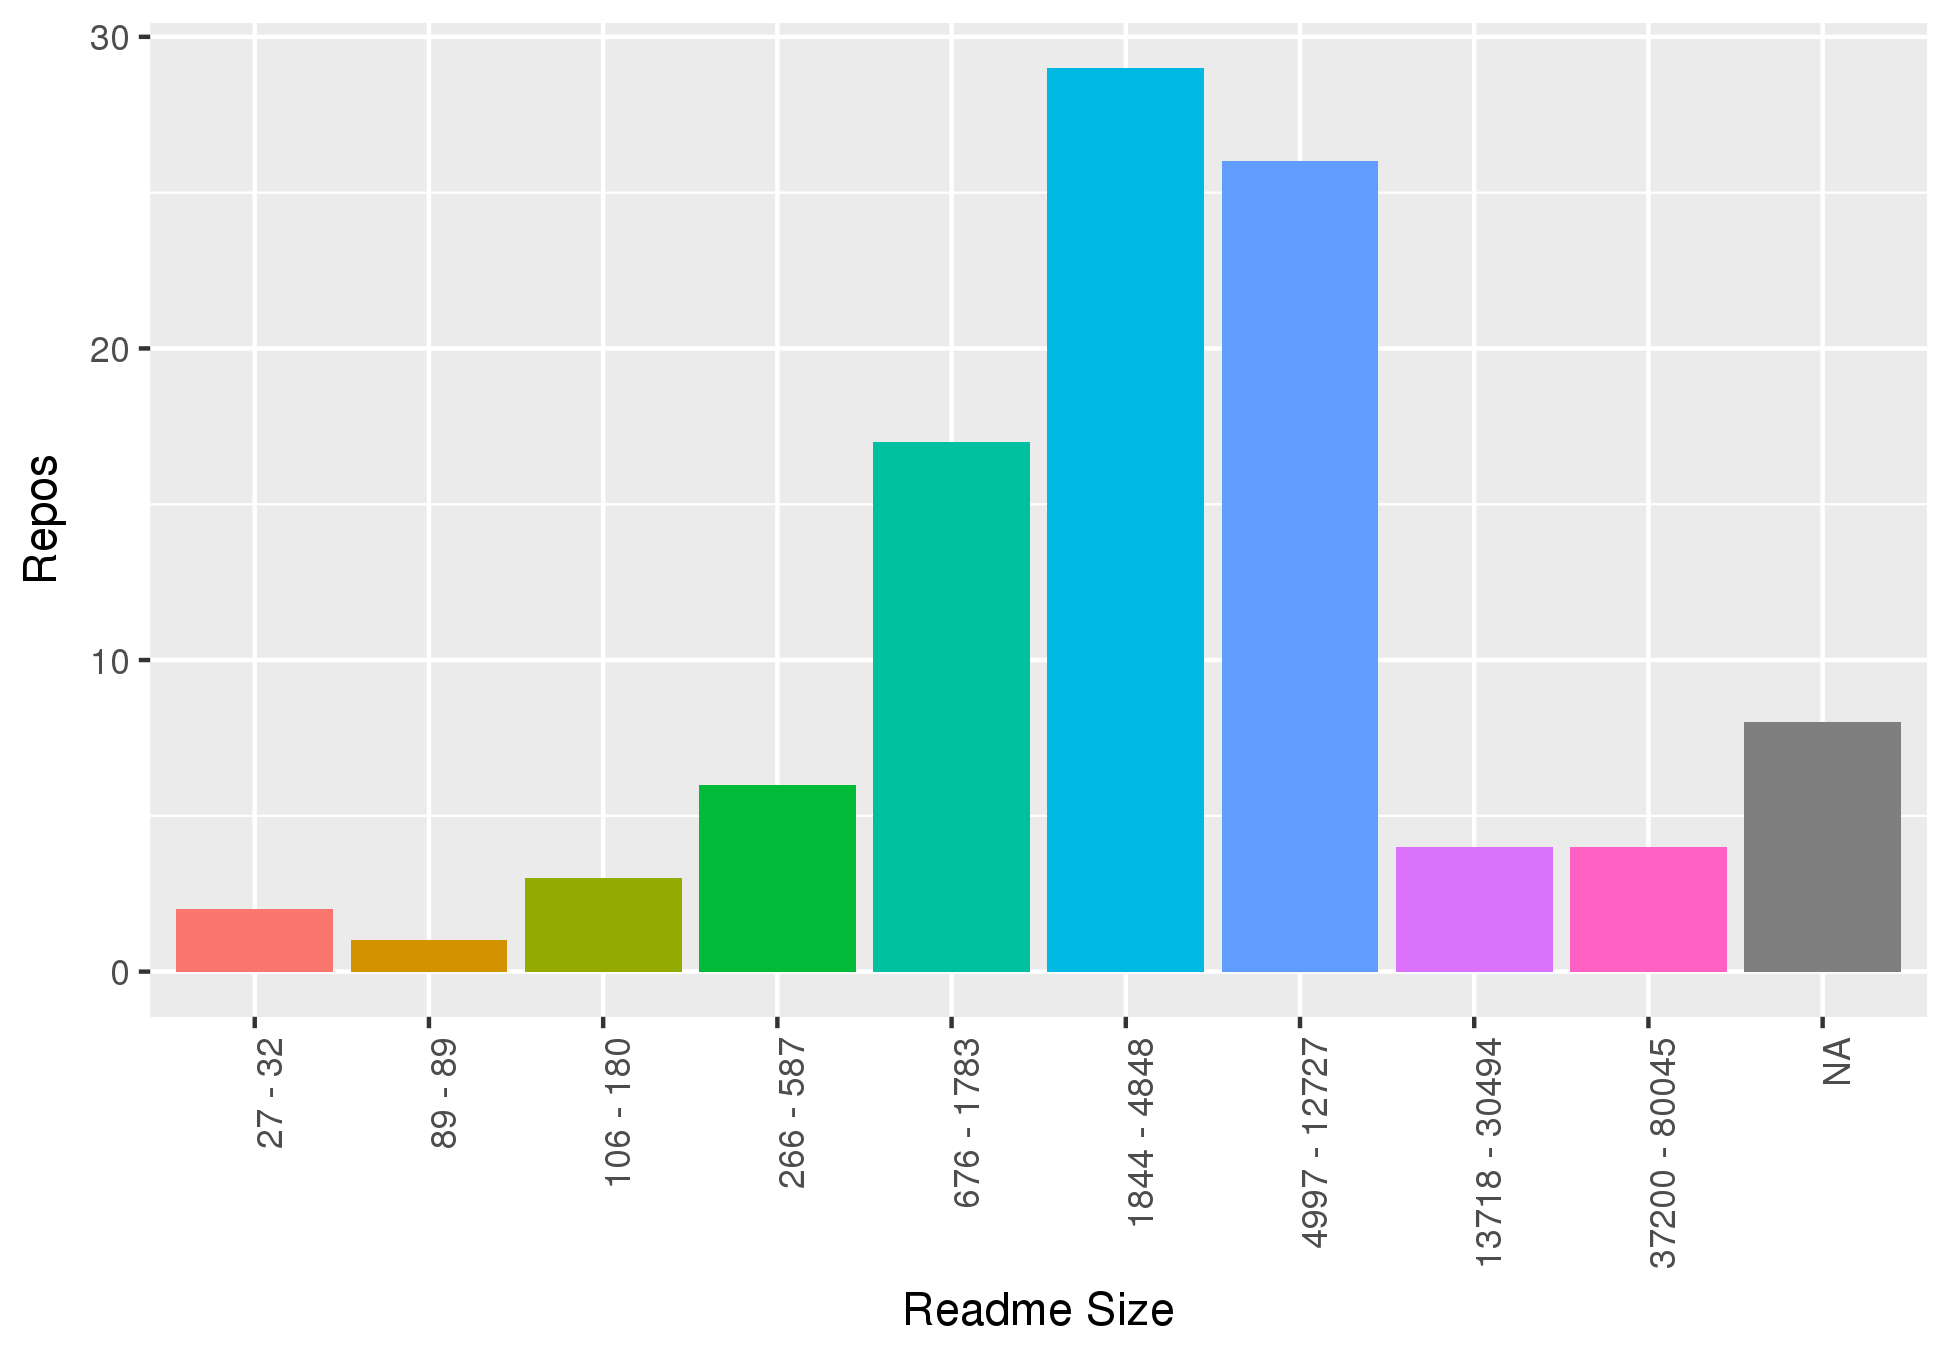 30
20
10
0
Repos
27 - 32
89 - 89
106 - 180
266 - 587
676 - 1783
1844 - 4848
4997 - 12727
13718 - 30494
37200 - 80045
NA
Readme Size